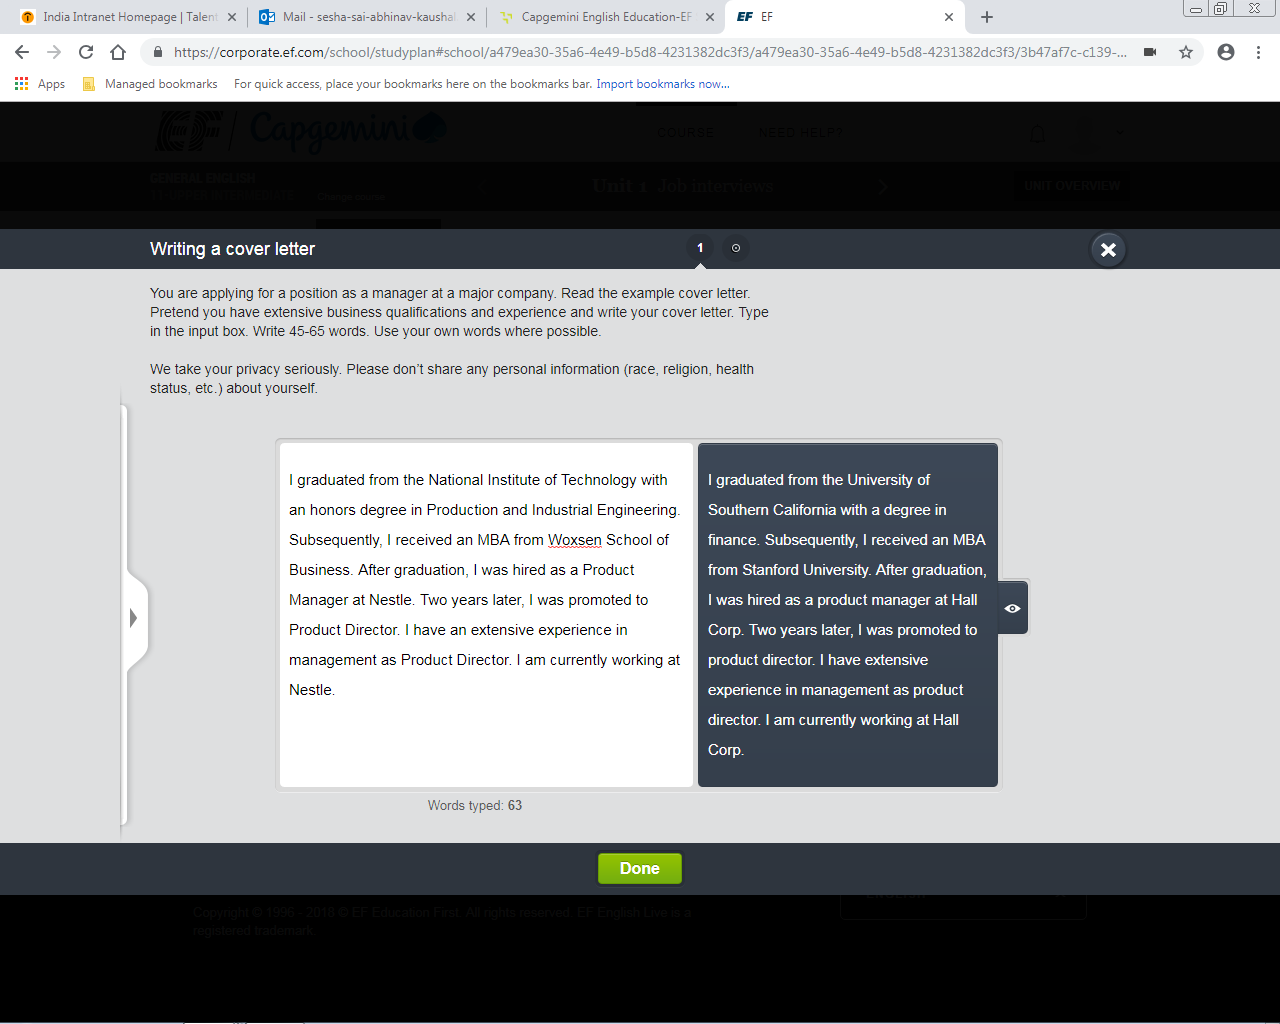 India Intranet Homepage | Talent
Mail - sesha-sai-abhinav-kaushal.
Capgemini English Education-EF
EF EF
https://corporate.ef.com/school/studyplan#school/a479ea30-35a6-4e49-b5d8-4231382dc3f3/a479ea30-35a6-4e49-b5d8-4231382dc3f3/3b47af7c-c139-...
Apps Managed bookmarks For quick access, place your bookmarks here on the bookmarks bar. Import bookmarks now...
EF | Capgemini
COURSE NEED HELP?
GENERAL ENGLISH
Unit 1 Job interviews
UNIT OVERVIEW
Change course
Writing a cover letter
1
You are applying for a position as a manager at a major company. Read the example cover letter.
Pretend you have extensive business qualifications and experience and write your cover letter. Type
in the input box. Write 45-65 words. Use your own words where possible.
We take your privacy seriously. Please don't share any personal information (race, religion, health
status, etc.) about yourself.
I graduated from the National Institute of Technology with
an honors degree in Production and Industrial Engineering.
Subsequently, I received an MBA from Woxsen School of
Business. After graduation, I was hired as a Product
Manager at Nestle. Two years later, I was promoted to
Product Director. I have an extensive experience in
management as Product Director. I am currently working at
Nestle.
I graduated from the University of
Southern California with a degree in
finance. Subsequently, I received an MBA
from Stanford University. After graduation,
I was hired as a product manager at Hall
Corp. Two years later, I was promoted to
product director. I have extensive
experience in management as product
director. I am currently working at Hall
Corp.
Words typed: 63
Done
Copyright © 1996 - 2018 © EF Education First. All rights reserved. EF English Live is a
registered trademark